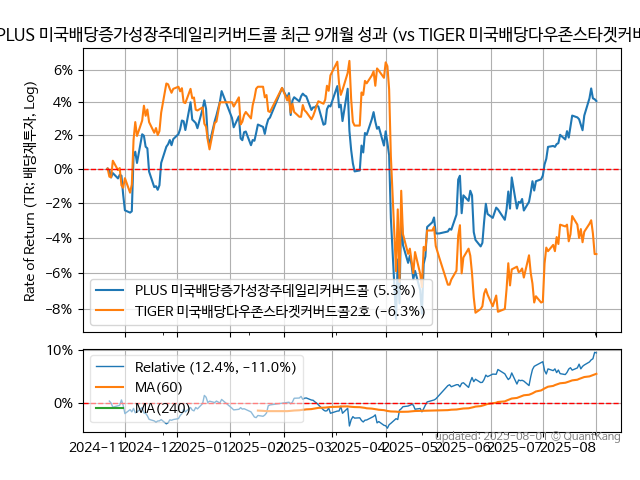 PLUS 미국배당증가성장주데일리커버드콜 최근 9개월 성과 (vs TIGER 미국배당다우존스타겟커버
Rate of Return (TR: 배당재투자, Log)
6%
4%
2%
0%
−2%
−4%
−6%
−8%
PLUS 미국배당증가성장주데일리커버드콜 (5.3%)
TIGER 미국배당다우존스타겟커버드콜2호 (−6.3%)
10%
0%
Relative (12.4%, −11.0%)
MA(60)
MA(240)
updated: 2025-08-01 © QuantKang
2024-11 2024-12 2025-01 2025-02 2025-03 2025-04 2025-05 2025-06 2025-07 2025-08